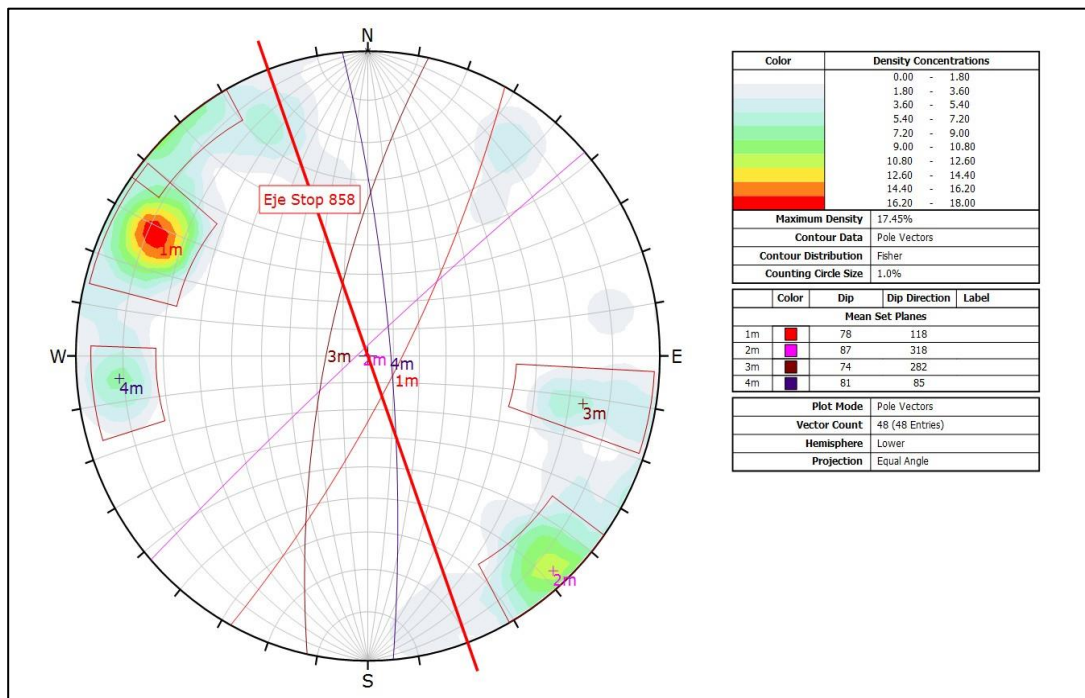 N
Eje Stop 858
1m
W
3m
2m
4m
1m
E
4m
3m
2m
S
Color Density Concentrations
0.00 - 1.80
1.80 - 3.60
3.60 - 5.40
5.40 - 7.20
7.20 - 9.00
9.00 - 10.80
10.80 - 12.60
12.60 - 14.40
14.40 - 16.20
16.20 - 18.00
Maximum Density 17.45%
Contour Data Pole Vectors
Contour Distribution Fisher
Counting Circle Size 1.0%
Color Dip Dip Direction Label
Mean Set Planes
1m 78 118
2m 87 318
3m 74 282
4m 81 85
Plot Mode Pole Vectors
Vector Count 48 (48 Entries)
Hemisphere Lower
Projection Equal Angle